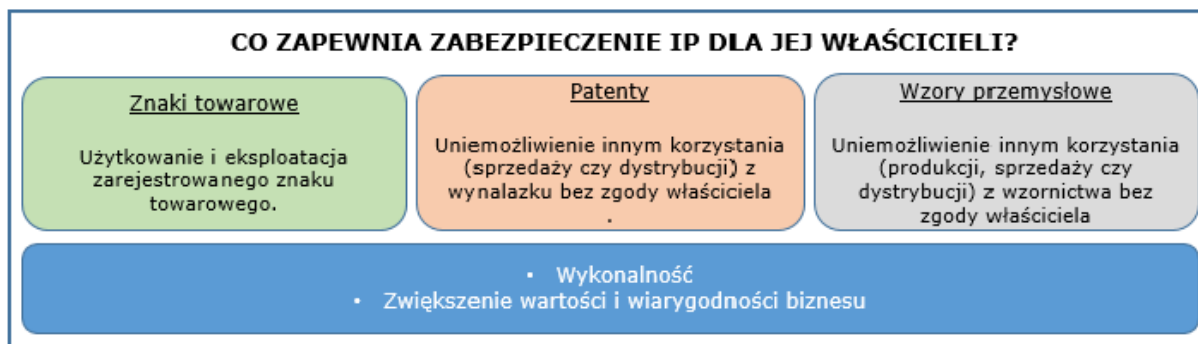 CO ZAPEWNIA ZABEZPIECZENIE IP DLA JEJ WŁAŚCICIELI?
Znaki towarowe
Użytkowanie i eksploatacja
zarejestrowanego znaku
towarowego.
Patenty
Uniemożliwienie innym korzystania
(sprzedaży czy dystrybucji) z
wynalazku bez zgody właściciela
.
Wzory przemysłowe
Uniemożliwienie innym korzystania
(produkcji, sprzedaży czy
dystrybucji) z wzornictwa bez
zgody właściciela
• Wykonalność
• Zwiększenie wartości i wiarygodności biznesu